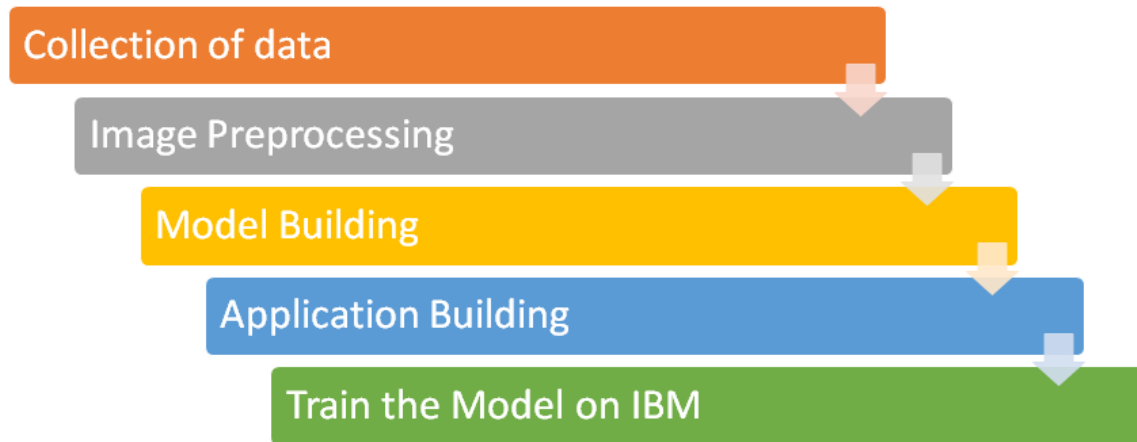 Collection of data
Image Preprocessing
Model Building
Application Building
Train the Model on IBM